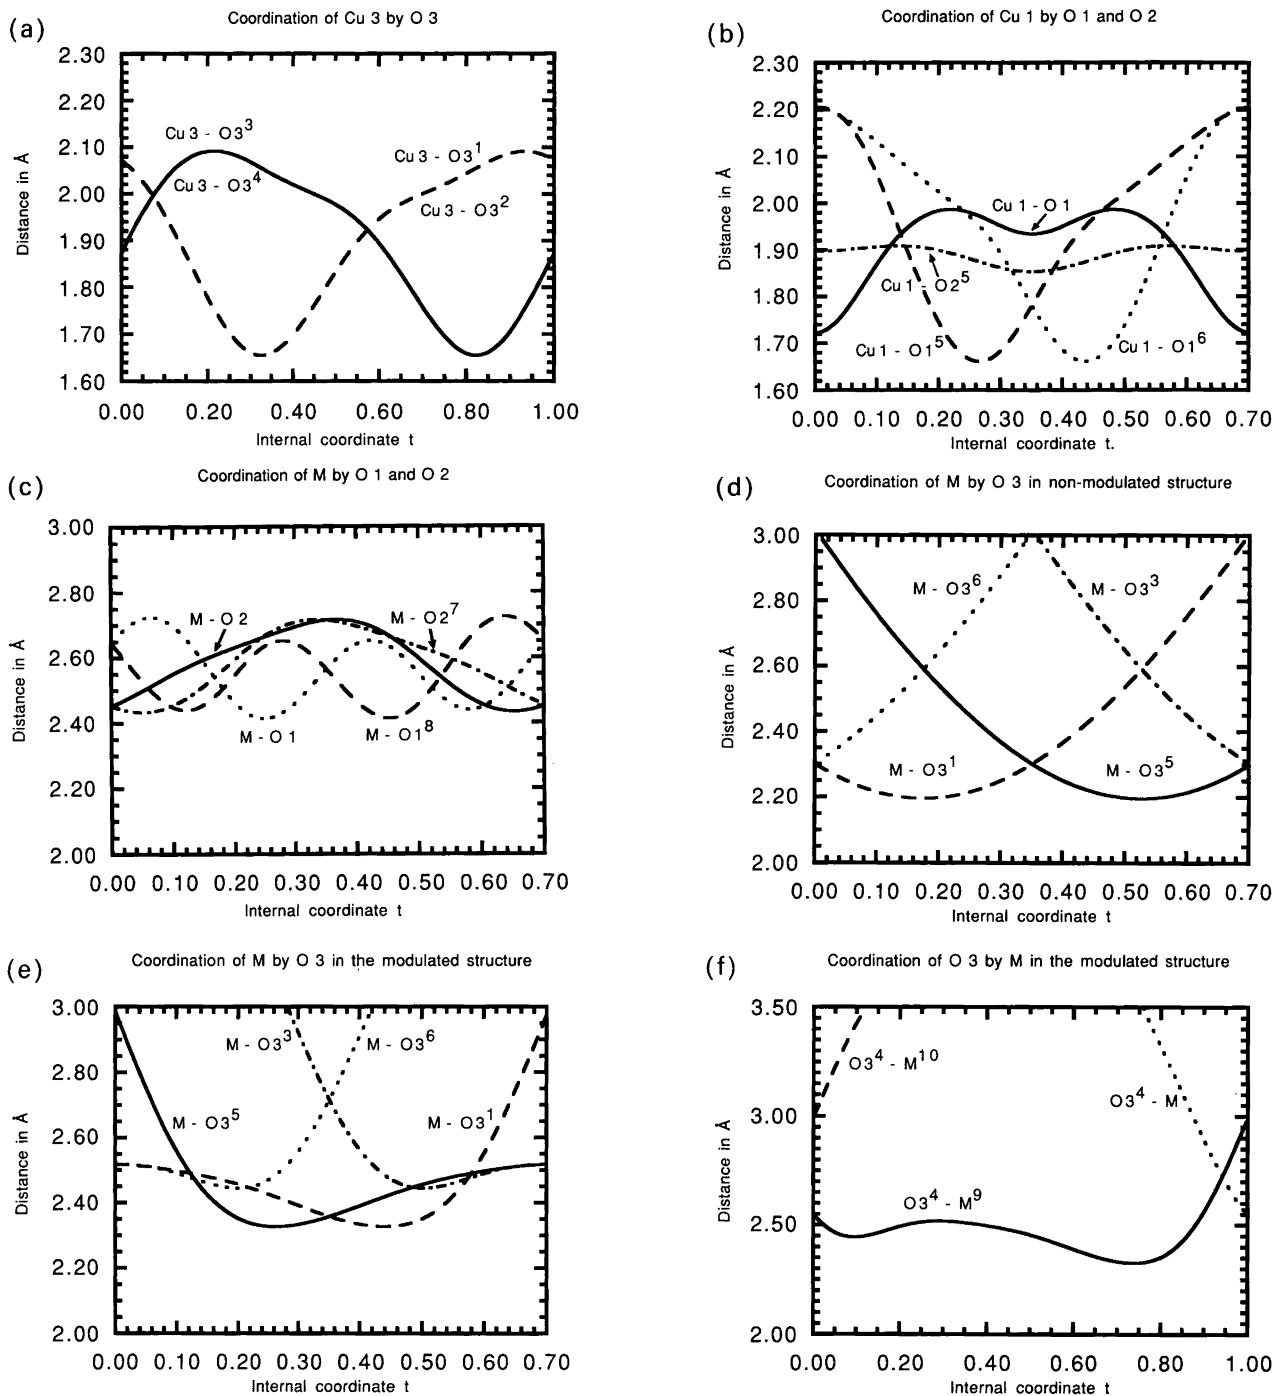 (a)
Coordination of Cu 3 by O 3
2.30
2.20
2.10
2.00
1.90
1.80
1.70
1.60
Distance in Å
Cu 3 - O3³
Cu 3 - O3⁴
Cu 3 - O3¹
Cu 3 - O3²
0.00 0.20 0.40 0.60 0.80 1.00
Internal coordinate t
(b)
Coordination of Cu 1 by O 1 and O 2
2.30
2.20
2.10
2.00
1.90
1.80
1.70
1.60
Distance in Å
Cu 1 - O 1
Cu 1 - O2⁵
Cu 1 - O1⁵
Cu 1 - O1⁶
0.00 0.10 0.20 0.30 0.40 0.50 0.60 0.70
Internal coordinate t.
(c)
Coordination of M by O 1 and O 2
3.00
2.80
2.60
2.40
2.20
2.00
Distance in Å
M - O2
M - O2⁷
M - O 1
M - O1⁸
0.00 0.10 0.20 0.30 0.40 0.50 0.60 0.70
Internal coordinate t
(d)
Coordination of M by O 3 in non-modulated structure
3.00
2.80
2.60
2.40
2.20
2.00
Distance in Å
M - O3⁶
M - O3³
M - O3¹
M - O3⁵
0.00 0.10 0.20 0.30 0.40 0.50 0.60 0.70
Internal coordinate t
(e)
Coordination of M by O 3 in the modulated structure
3.00
2.80
2.60
2.40
2.20
2.00
Distance in Å
M - O3³
M - O3⁶
M - O3⁵
M - O3¹
0.00 0.10 0.20 0.30 0.40 0.50 0.60 0.70
Internal coordinate t
(f)
Coordination of O 3 by M in the modulated structure
3.50
3.00
2.50
2.00
Distance in Å
O3⁴ - M¹⁰
O3⁴ - M
O3⁴ - M⁹
0.00 0.20 0.40 0.60 0.80 1.00
Internal coordinate t